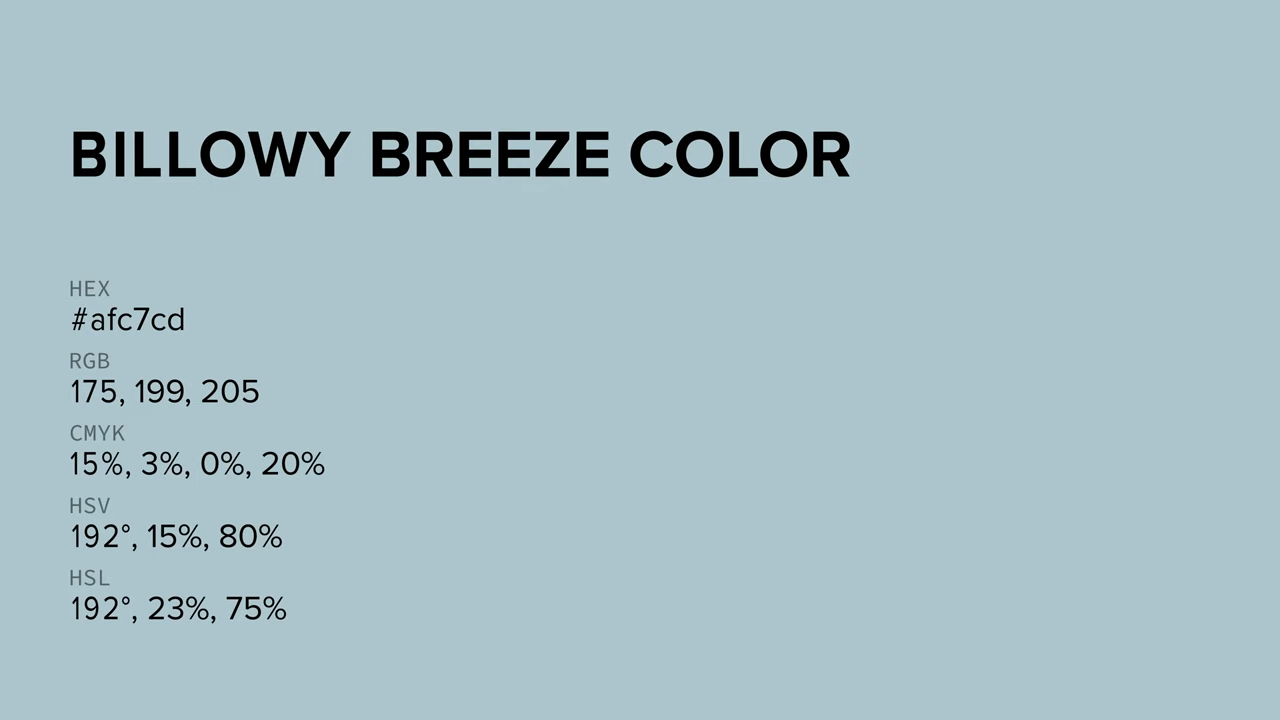 BILLOWY BREEZE COLOR
HEX
#afc7cd
RGB
175, 199, 205
CMYK
15%, 3%, 0%, 20%
HSV
192°, 15%, 80%
HSL
192°, 23%, 75%